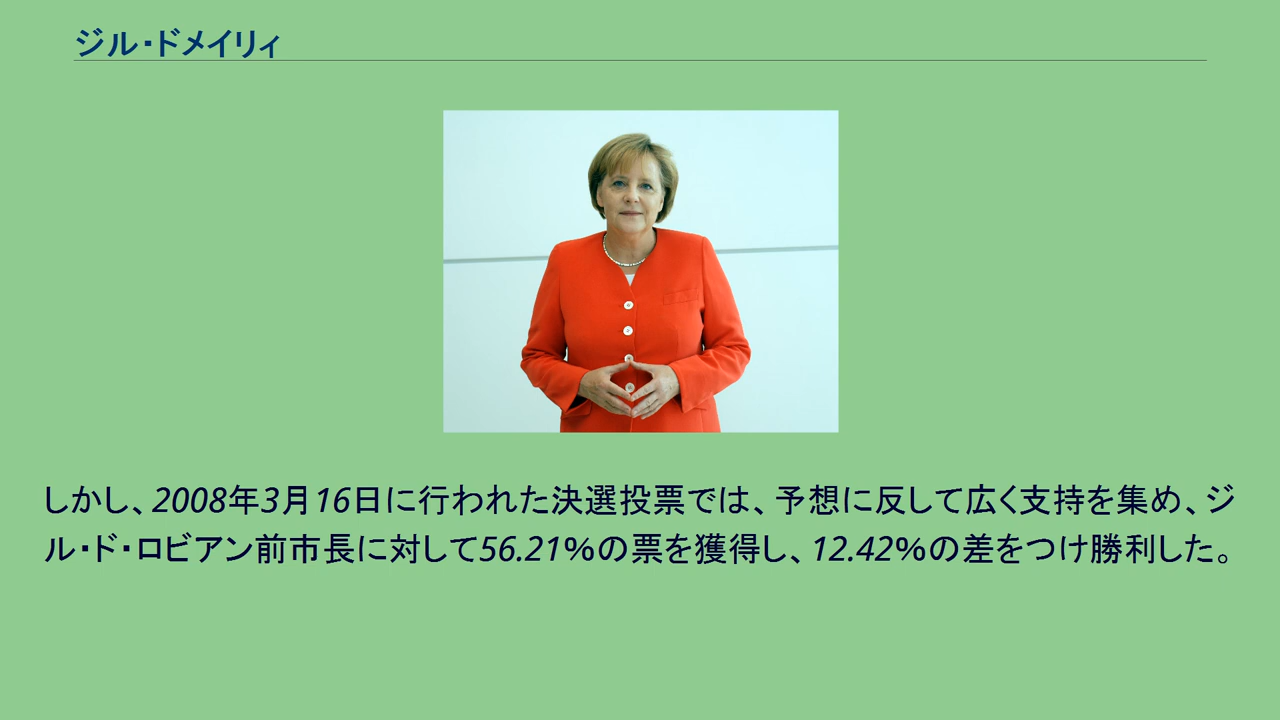 ジル・ドメイリィ
しかし、2008年3月16日に行われた決選投票では、予想に反して広く支持を集め、ジ
ル・ド・ロビアン前市長に対して56.21%の票を獲得し、12.42%の差をつけ勝利した。